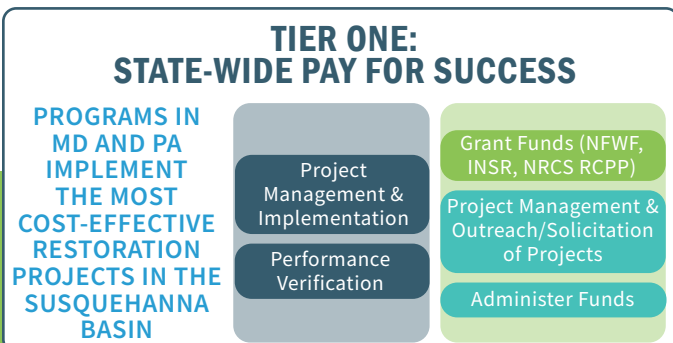 TIER ONE:
STATE-WIDE PAY FOR SUCCESS
PROGRAMS IN
MD AND PA
IMPLEMENT
THE MOST
COST-EFFECTIVE
RESTORATION
PROJECTS IN THE
SUSQUEHANNA
BASIN
Project
Management &
Implementation
Performance
Verification
Grant Funds (NFWF,
INSR, NRCS RCPP)
Project Management &
Outreach/Solicitation
of Projects
Administer Funds